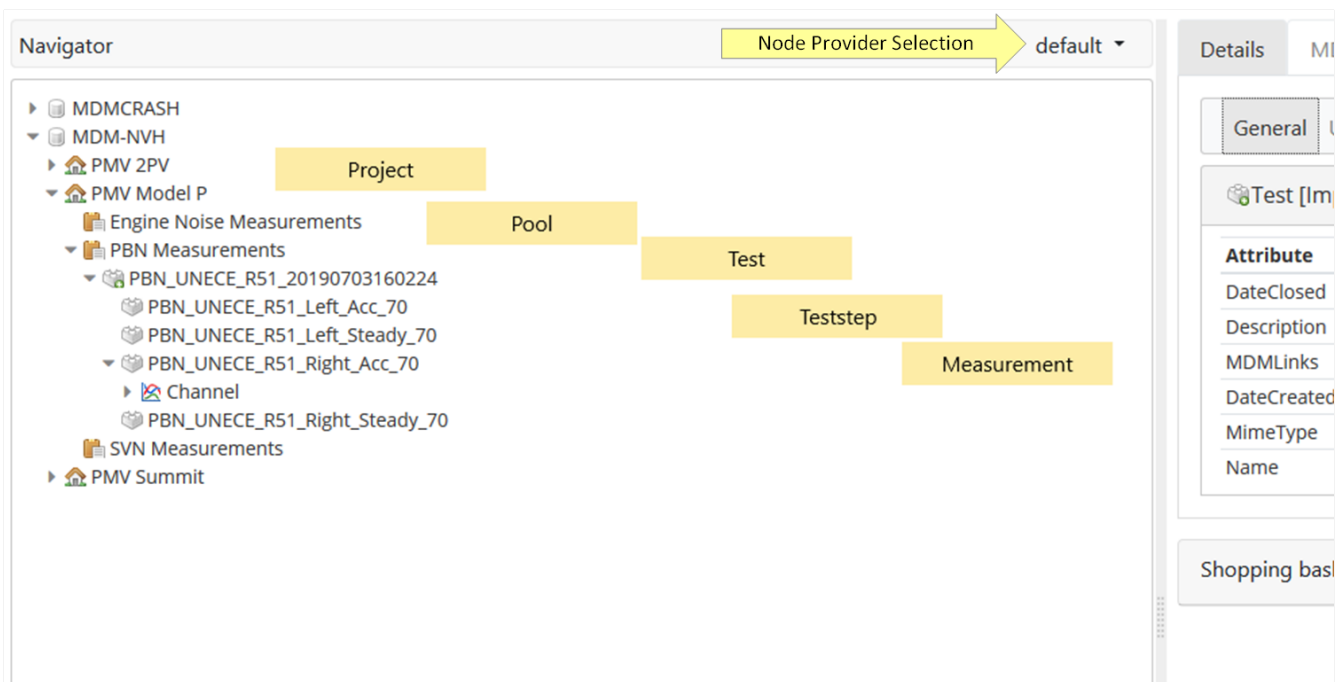 Navigator
Node Provider Selection
default
MDMCRASH
MDM-NVH
PMV 2PV
Project
PMV Model P
Engine Noise Measurements
Pool
PBN Measurements
Test
PBN_UNECE_R51_20190703160224
PBN_UNECE_R51_Left_Acc_70
Teststep
PBN_UNECE_R51_Left_Steady_70
PBN_UNECE_R51_Right_Acc_70
Measurement
Channel
PBN_UNECE_R51_Right_Steady_70
SVN Measurements
PMV Summit
Details
General
Test
Attribute
DateClosed
Description
MDMLinks
DateCreated
MimeType
Name
Shopping